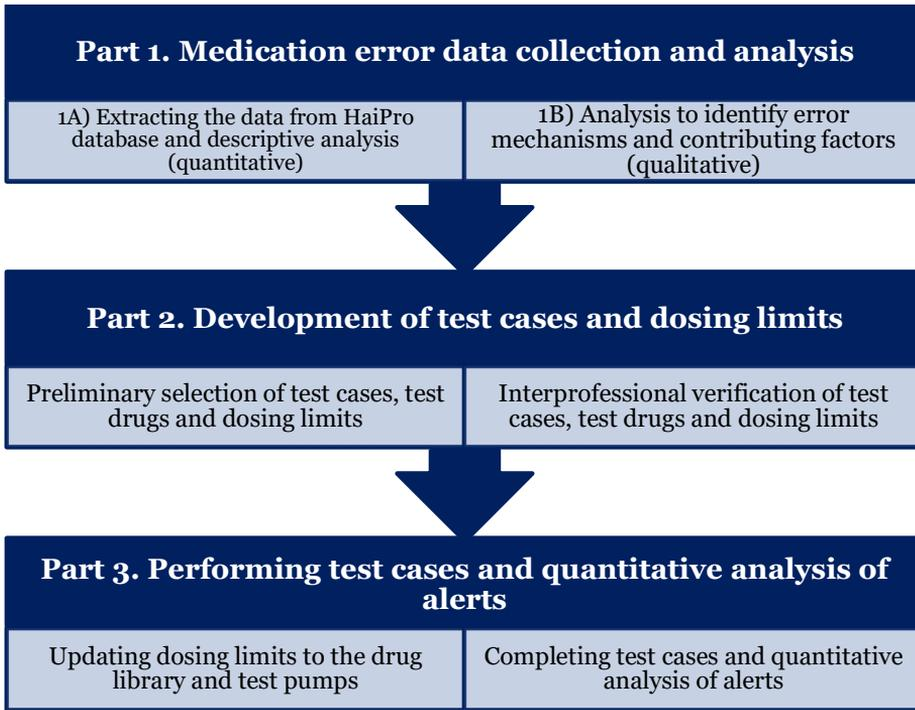 Part 1. Medication error data collection and analysis
1A) Extracting the data from HaiPro
database and descriptive analysis
(quantitative)
1B) Analysis to identify error
mechanisms and contributing factors
(qualitative)
Part 2. Development of test cases and dosing limits
Preliminary selection of test cases, test
drugs and dosing limits
Interprofessional verification of test
cases, test drugs and dosing limits
Part 3. Performing test cases and quantitative analysis of
alerts
Updating dosing limits to the drug
library and test pumps
Completing test cases and quantitative
analysis of alerts